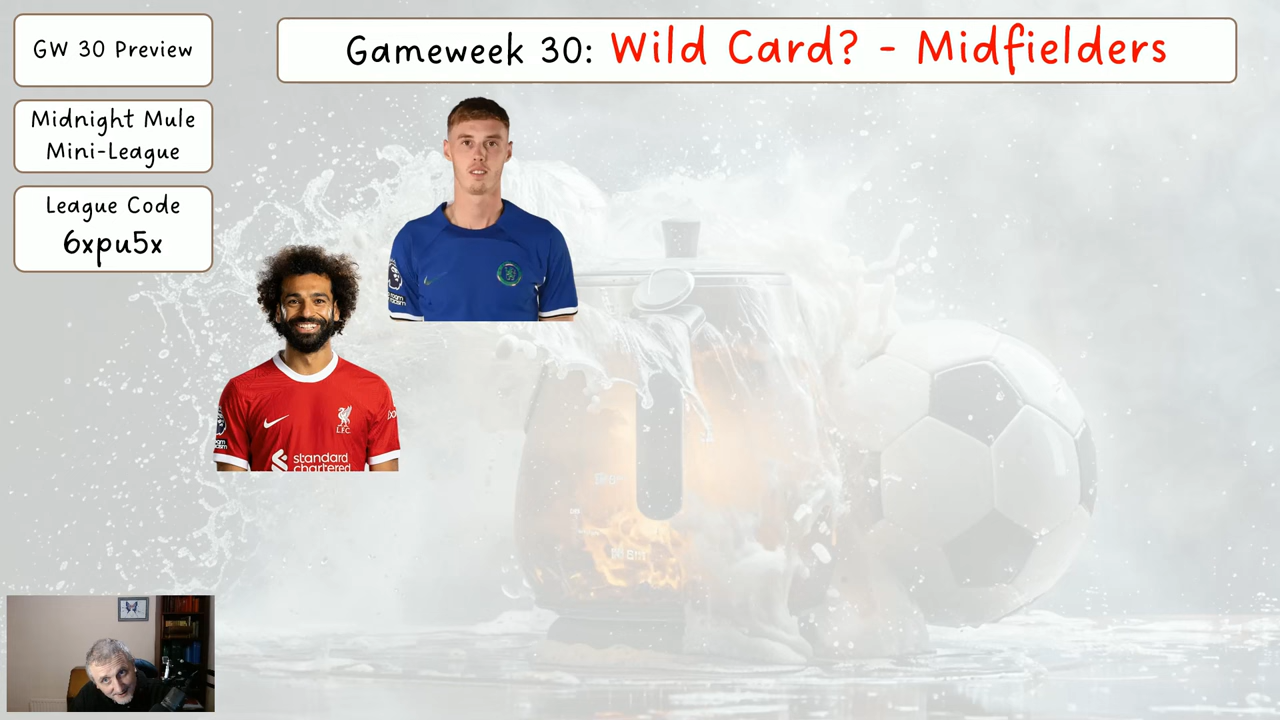 GW 30 Preview
Gameweek 30: Wild Card? - Midfielders
Midnight Mule
Mini-League
League Code
6xpu5x
L.F.C.
standard
chartered